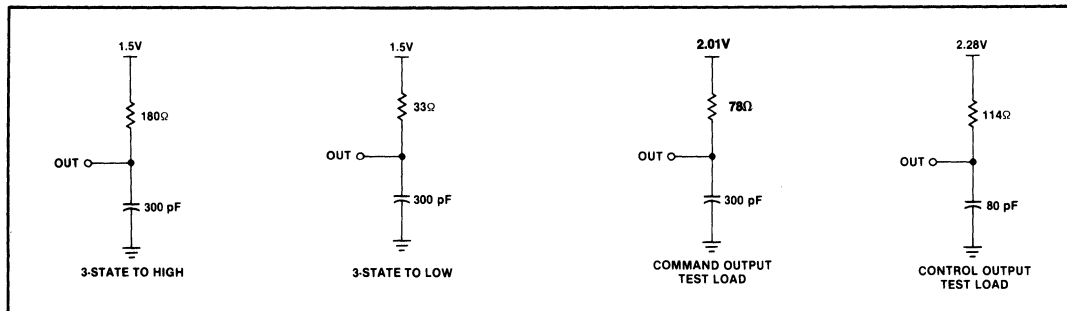 1.5V
180Ω
OUT
300 pF
3-STATE TO HIGH
1.5V
33Ω
OUT
300 pF
3-STATE TO LOW
2.01V
78Ω
OUT
300 pF
COMMAND OUTPUT
TEST LOAD
2.28V
114Ω
OUT
80 pF
CONTROL OUTPUT
TEST LOAD